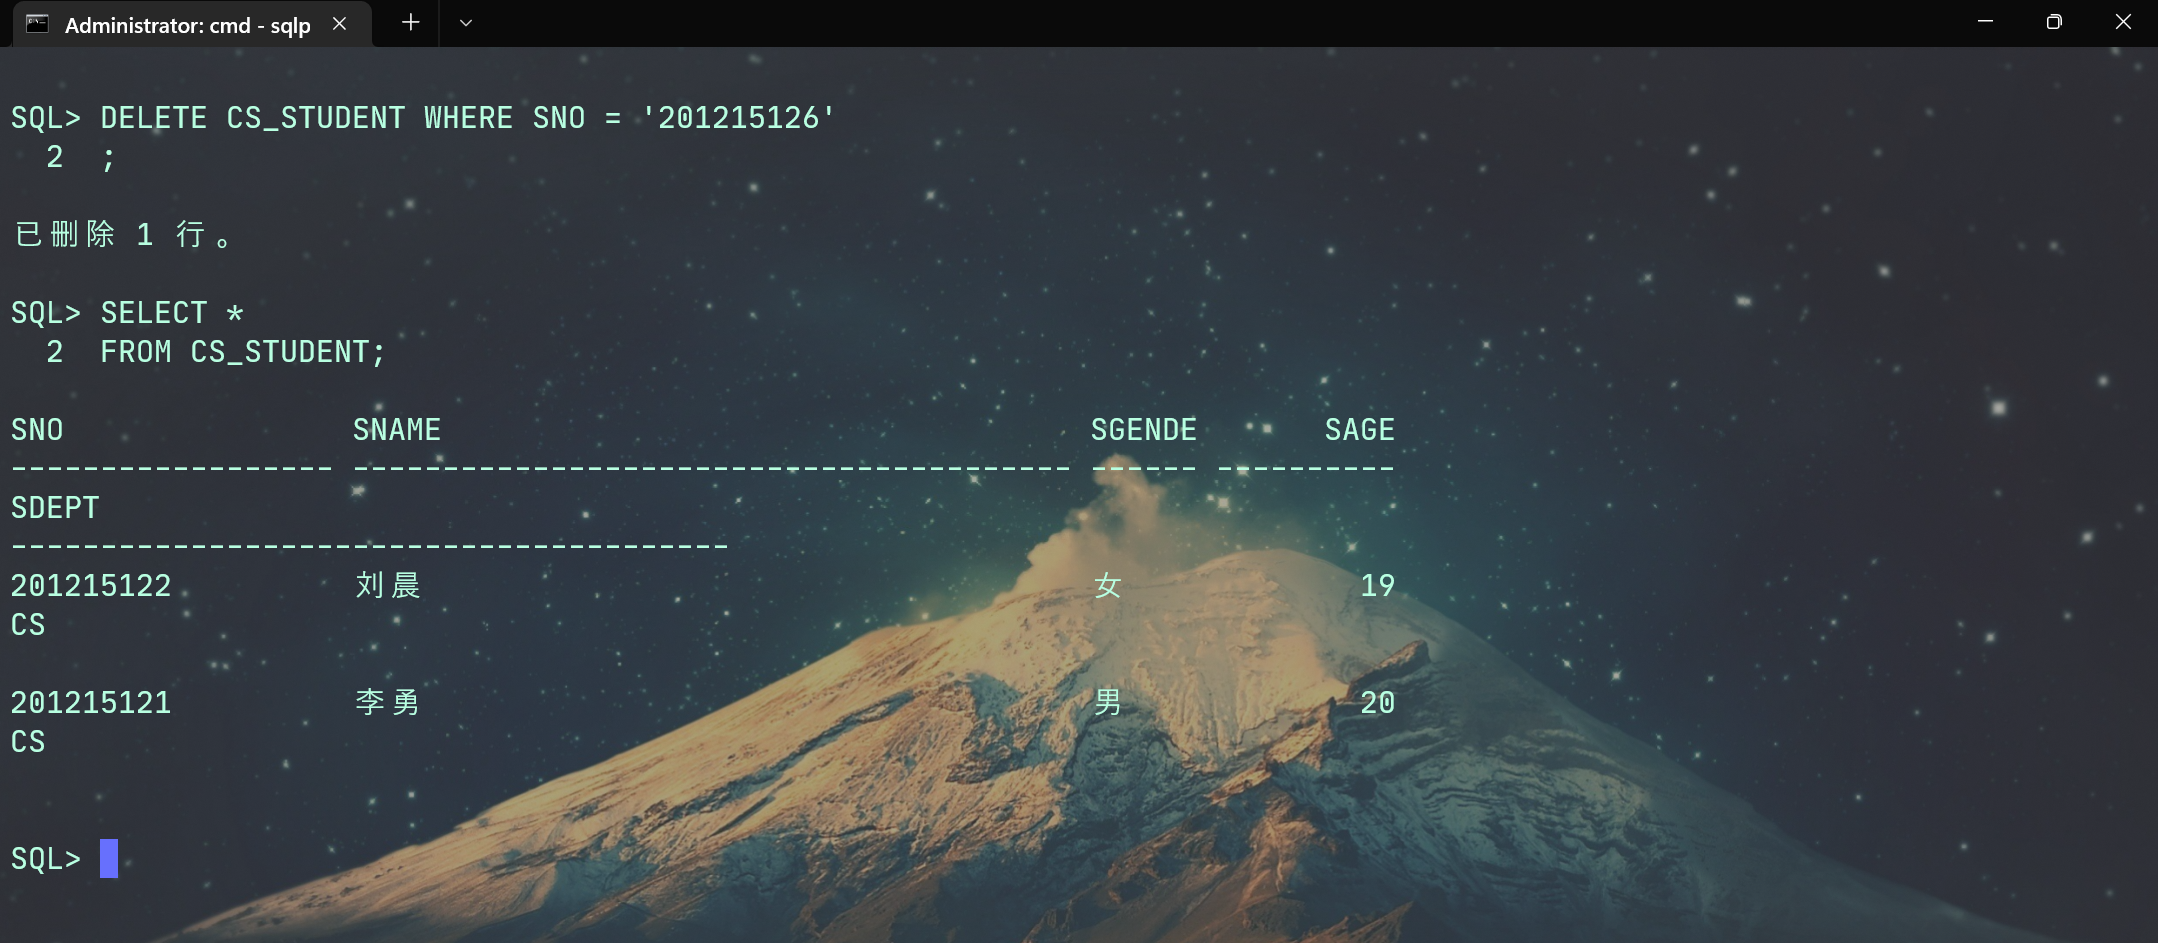 Administrator: cmd - sqlp
SQL> DELETE CS_STUDENT WHERE SNO = '201215126'
  2  ;
已删除 1 行。
SQL> SELECT *
  2  FROM CS_STUDENT;
SNO                SNAME                                    SGENDE       SAGE
------------------ ---------------------------------------- ------ ----------
SDEPT
----------------------------------------
201215122          刘晨                                     女             19
CS
201215121          李勇                                     男             20
CS
SQL>